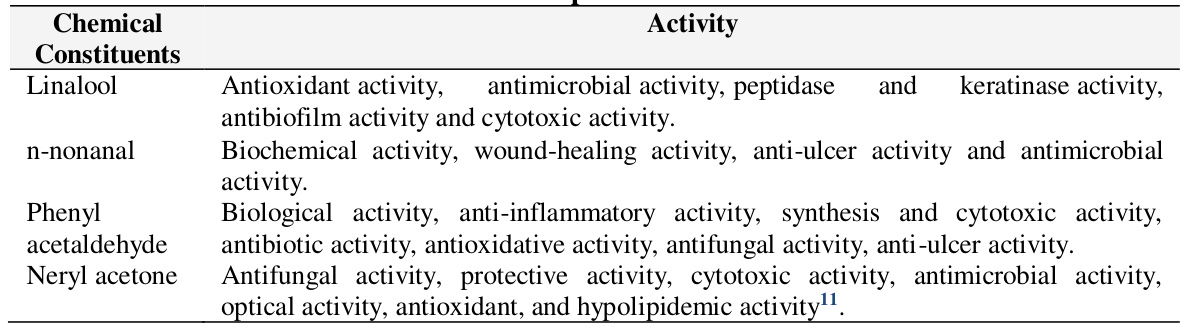 Chemical Constituents	Activity
Linalool	Antioxidant activity, antimicrobial activity, peptidase and keratinase activity,
antibiofilm activity and cytotoxic activity.
n-nonanal	Biochemical activity, wound-healing activity, anti-ulcer activity and antimicrobial
activity.
Phenyl	Biological activity, anti-inflammatory activity, synthesis and cytotoxic activity,
acetaldehyde	antibiotic activity, antioxidative activity, antifungal activity, anti-ulcer activity.
Neryl acetone	Antifungal activity, protective activity, cytotoxic activity, antimicrobial activity,
optical activity, antioxidant, and hypolipidemic activity11.